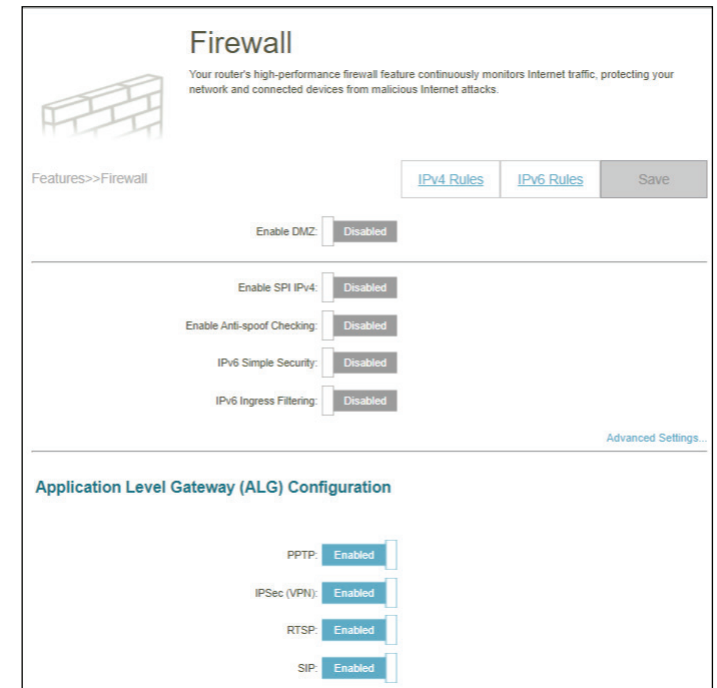 Firewall
Your router's high-performance firewall feature continuously monitors Internet traffic, protecting your
network and connected devices from malicious Internet attacks.
Features>>Firewall
IPv4 Rules
IPv6 Rules
Save
Enable DMZ: Disabled
Enable SPI IPv4: Disabled
Enable Anti-spoof Checking: Disabled
IPv6 Simple Security: Disabled
IPv6 Ingress Filtering: Disabled
Advanced Settings...
Application Level Gateway (ALG) Configuration
PPTP: Enabled
IPSec (VPN): Enabled
RTSP: Enabled
SIP: Enabled